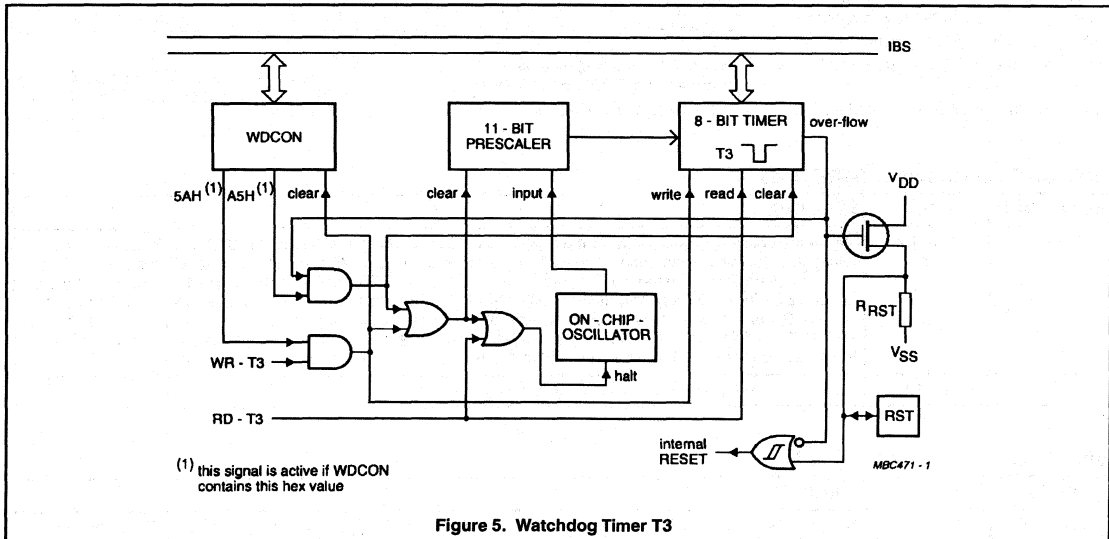 IBS
WDCON
11 - BIT
PRESCALER
8 - BIT TIMER
T3
over-flow
5AH (1)
A5H (1)
clear
clear
input
write
read
clear
VDD
ON - CHIP -
OSCILLATOR
RRST
VSS
WR - T3
halt
RD - T3
RST
internal
RESET
MBC471 - 1
(1) this signal is active if WDCON
contains this hex value
Figure 5. Watchdog Timer T3